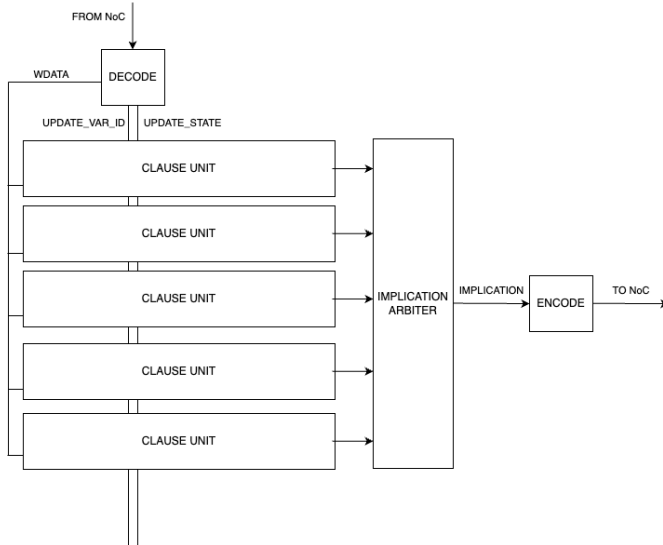 FROM NoC
WDATA
DECODE
UPDATE_VAR_ID
UPDATE_STATE
CLAUSE UNIT
CLAUSE UNIT
CLAUSE UNIT
CLAUSE UNIT
CLAUSE UNIT
IMPLICATION
ARBITER
IMPLICATION
ENCODE
TO NoC